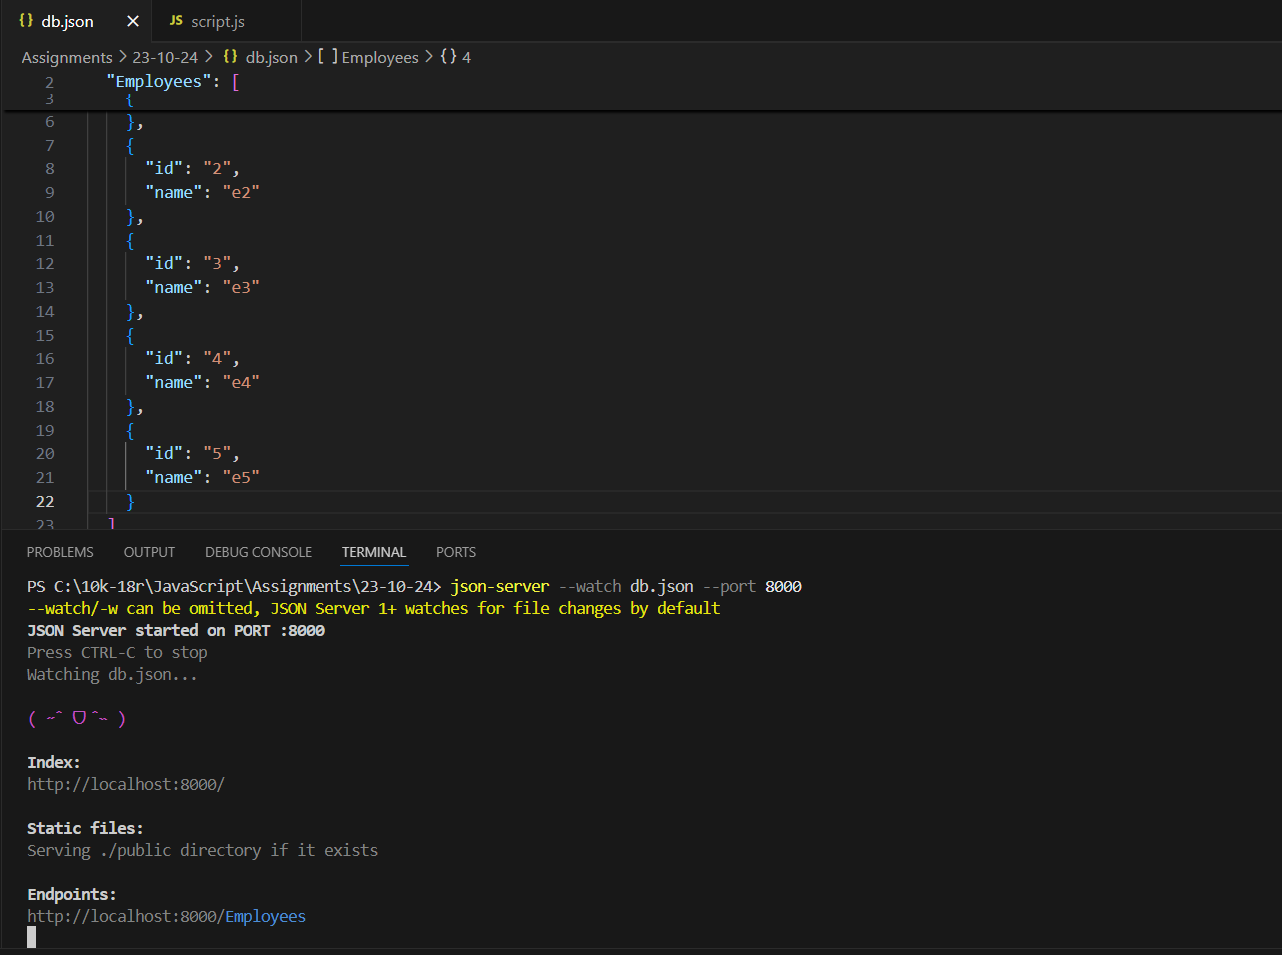 {} db.json × JS script.js
Assignments > 23-10-24 > {} db.json > [ ] Employees > {} 4
2 "Employees": [
3 {
6 },
7 {
8 "id": "2",
9 "name": "e2"
10 },
11 {
12 "id": "3",
13 "name": "e3"
14 },
15 {
16 "id": "4",
17 "name": "e4"
18 },
19 {
20 "id": "5",
21 "name": "e5"
22 }
23 ]
PROBLEMS OUTPUT DEBUG CONSOLE TERMINAL PORTS
PS C:\10k-18r\JavaScript\Assignments\23-10-24> json-server --watch db.json --port 8000
--watch/-w can be omitted, JSON Server 1+ watches for file changes by default
JSON Server started on PORT :8000
Press CTRL-C to stop
Watching db.json...
( ˶ˆ ᗜ ˆ˵ )
Index:
http://localhost:8000/
Static files:
Serving ./public directory if it exists
Endpoints:
http://localhost:8000/Employees